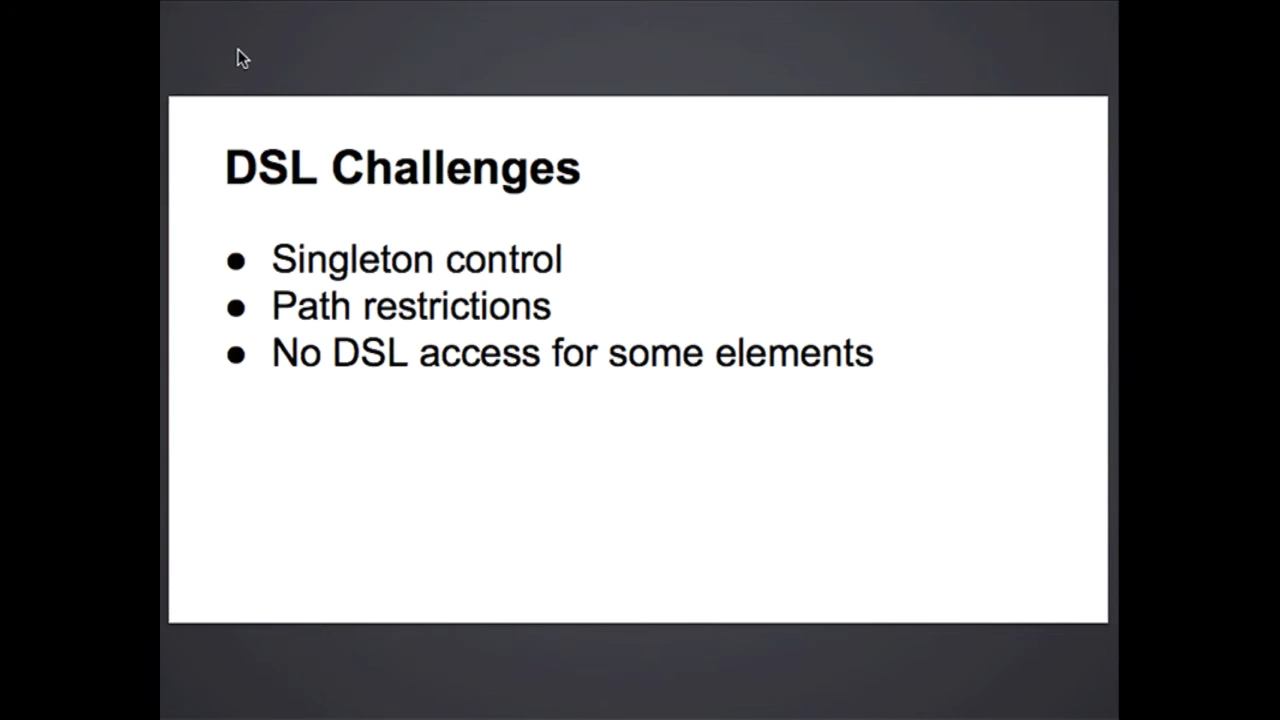 DSL Challenges
● Singleton control
● Path restrictions
● No DSL access for some elements